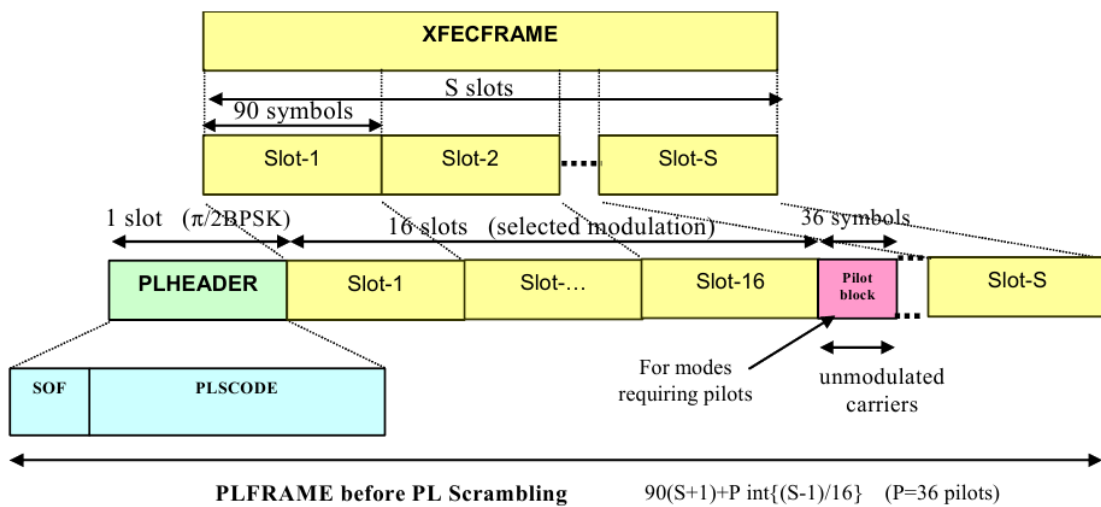 XFECFRAME
S slots
90 symbols
Slot-1 Slot-2 Slot-S
1 slot (π/2BPSK) 16 slots (selected modulation) 36 symbols
PLHEADER Slot-1 Slot-... Slot-16 Pilot block Slot-S
For modes requiring pilots
unmodulated carriers
SOF PLSCODE
PLFRAME before PL Scrambling 90(S+1)+P int{(S-1)/16} (P=36 pilots)